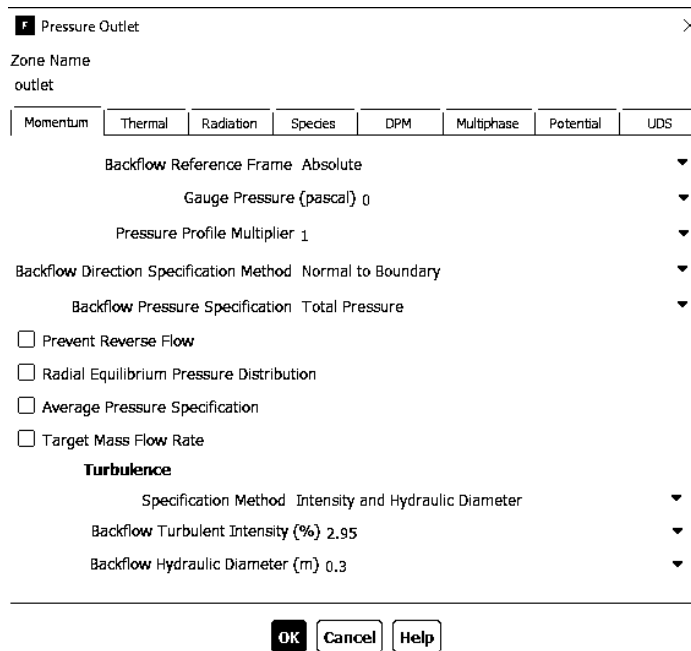 F Pressure Outlet
Zone Name
outlet
Momentum Thermal Radiation Species DPM Multiphase Potential UDS
Backflow Reference Frame Absolute
Gauge Pressure (pascal) 0
Pressure Profile Multiplier 1
Backflow Direction Specification Method Normal to Boundary
Backflow Pressure Specification Total Pressure
Prevent Reverse Flow
Radial Equilibrium Pressure Distribution
Average Pressure Specification
Target Mass Flow Rate
Turbulence
Specification Method Intensity and Hydraulic Diameter
Backflow Turbulent Intensity (%) 2.95
Backflow Hydraulic Diameter (m) 0.3
OK Cancel Help